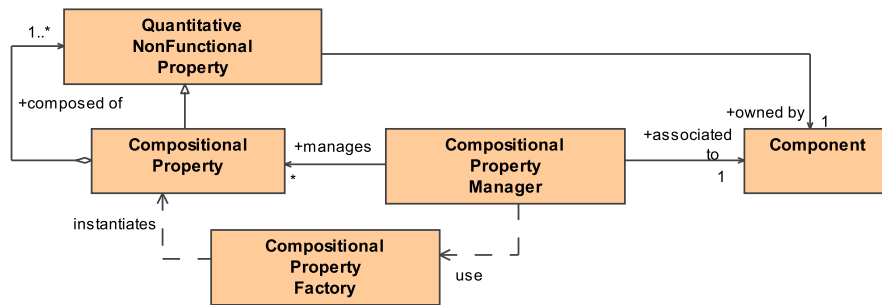 Quantitative
NonFunctional
Property
1..*
+composed of
+owned by
1
Compositional
Property
+manages
*
Compositional
Property
Manager
+associated
to
1
Component
instantiates
Compositional
Property
Factory
use